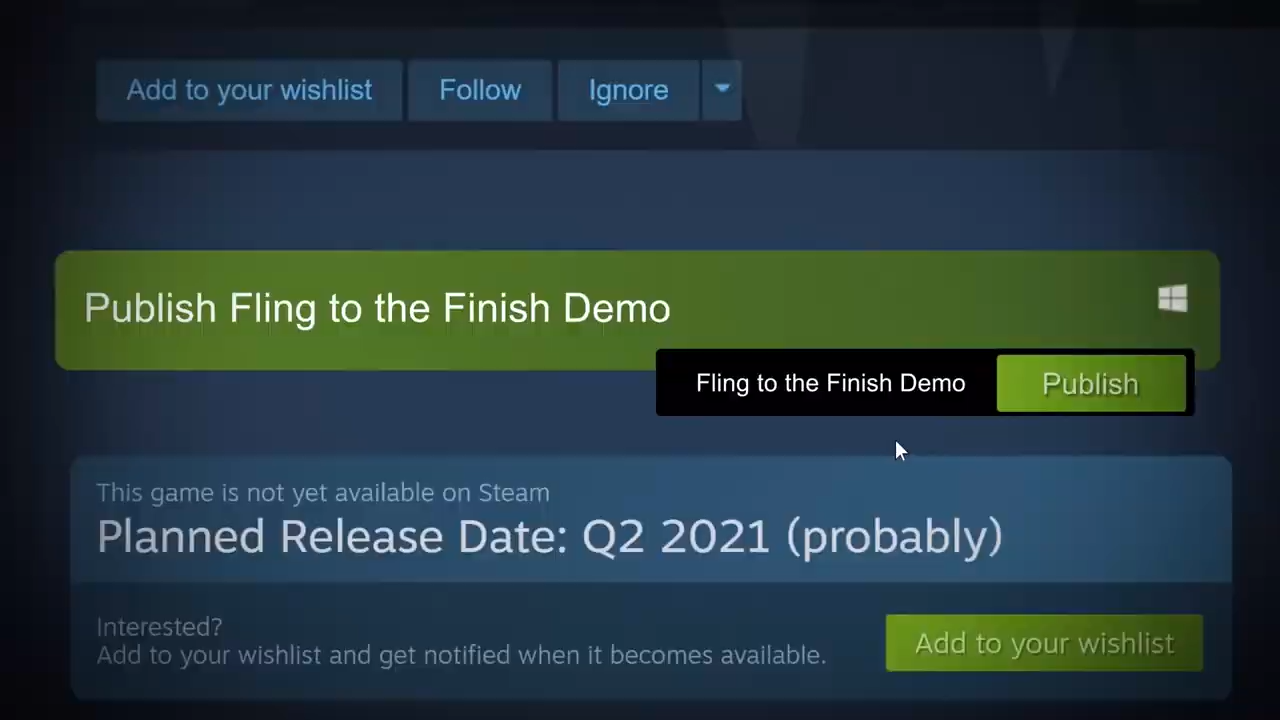 Add to your wishlist Follow Ignore
Publish Fling to the Finish Demo
Fling to the Finish Demo Publish
This game is not yet available on Steam
Planned Release Date: Q2 2021 (probably)
Interested?
Add to your wishlist and get notified when it becomes available.
Add to your wishlist